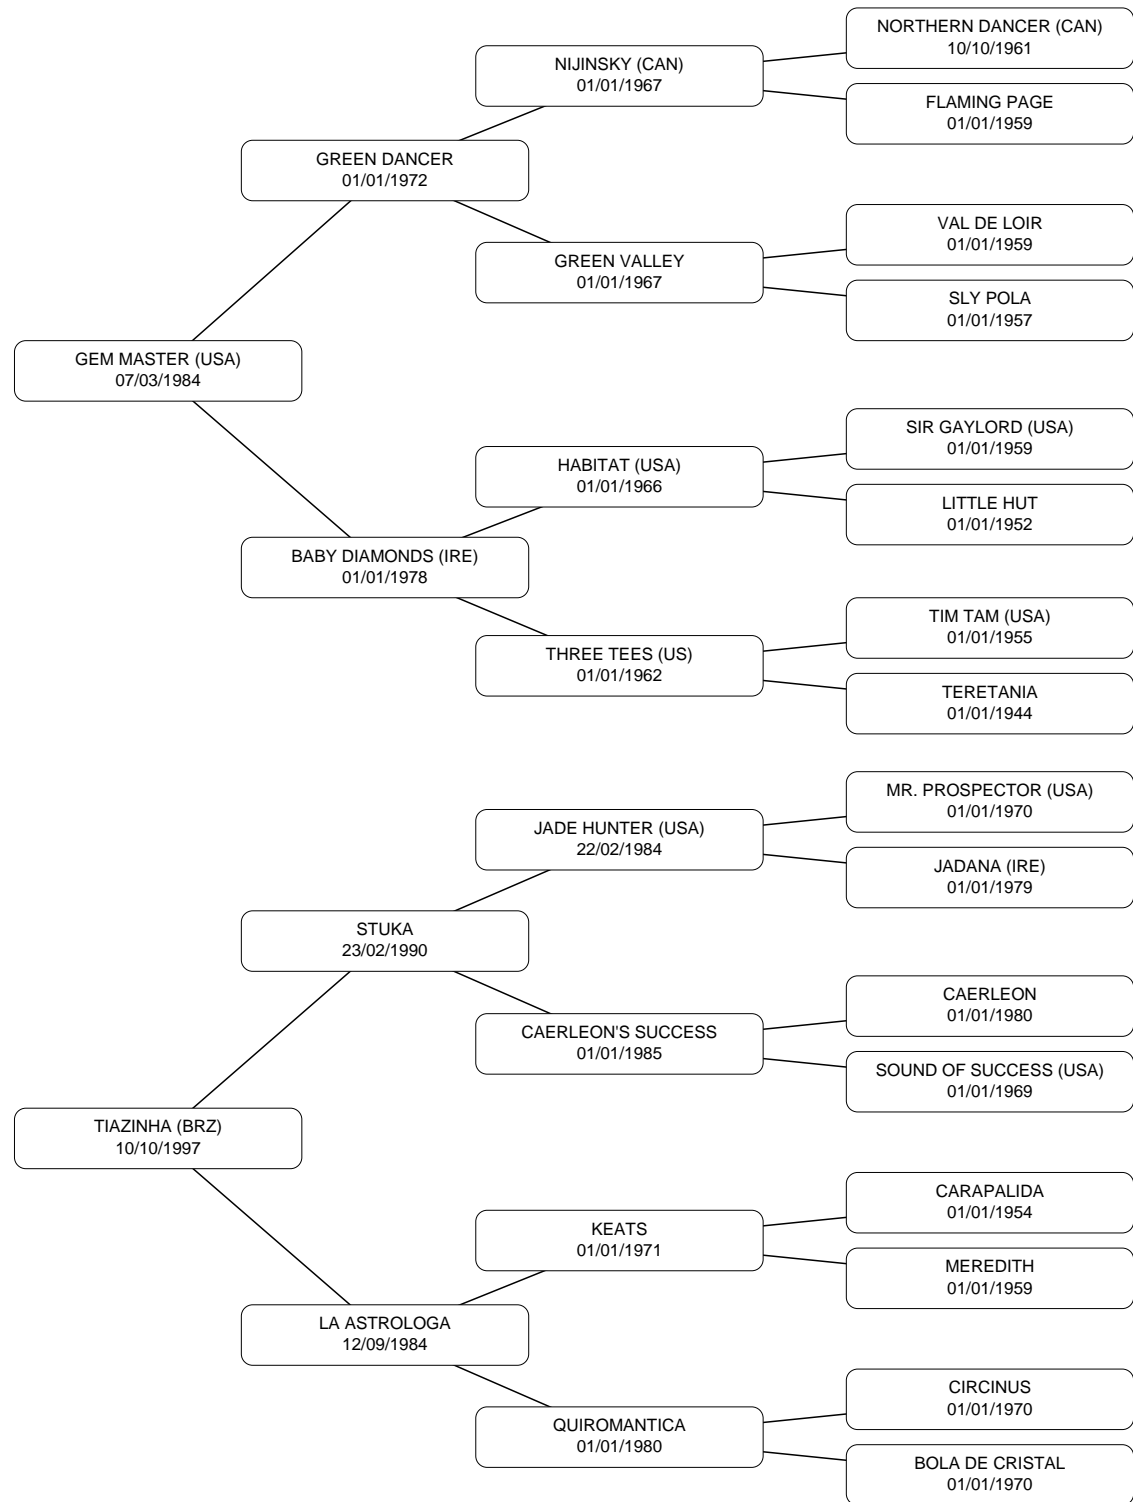 NORTHERN DANCER (CAN)
10/10/1961
NIJINSKY (CAN)
01/01/1967
FLAMING PAGE
01/01/1959
GREEN DANCER
01/01/1972
VAL DE LOIR
01/01/1959
GREEN VALLEY
01/01/1967
SLY POLA
01/01/1957
GEM MASTER (USA)
07/03/1984
SIR GAYLORD (USA)
01/01/1959
HABITAT (USA)
01/01/1966
LITTLE HUT
01/01/1952
BABY DIAMONDS (IRE)
01/01/1978
TIM TAM (USA)
01/01/1955
THREE TEES (US)
01/01/1962
TERETANIA
01/01/1944
MR. PROSPECTOR (USA)
01/01/1970
JADE HUNTER (USA)
22/02/1984
JADANA (IRE)
01/01/1979
STUKA
23/02/1990
CAERLEON
01/01/1980
CAERLEON'S SUCCESS
01/01/1985
SOUND OF SUCCESS (USA)
01/01/1969
TIAZINHA (BRZ)
10/10/1997
CARAPALIDA
01/01/1954
KEATS
01/01/1971
MEREDITH
01/01/1959
LA ASTROLOGA
12/09/1984
CIRCINUS
01/01/1970
QUIROMANTICA
01/01/1980
BOLA DE CRISTAL
01/01/1970